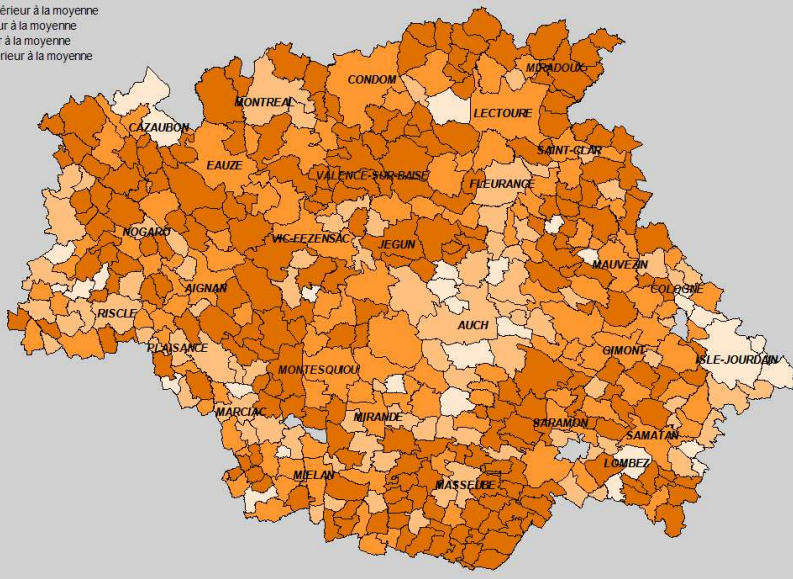 érieur à la moyenne
ur à la moyenne
r à la moyenne
érieur à la moyenne
CONDOM
MIRADOUX
MONTREAL
LECTOURE
CAZAUBON
SAINT-CLAR
EAUZE
VALENCE-SUR-BAISE
FLEURANCE
NOGARO
VIC-FEZENSAC
JEGUN
MAUVEZIN
AIGNAN
COLOGNE
RISCLE
AUCH
PLAISANCE
GIMONT
ISLE-JOURDAIN
MONTESQUIOU
MARCIAC
MIRANDE
SARAMON
SAMATAN
LOMBEZ
MIELAN
MASSEUBE